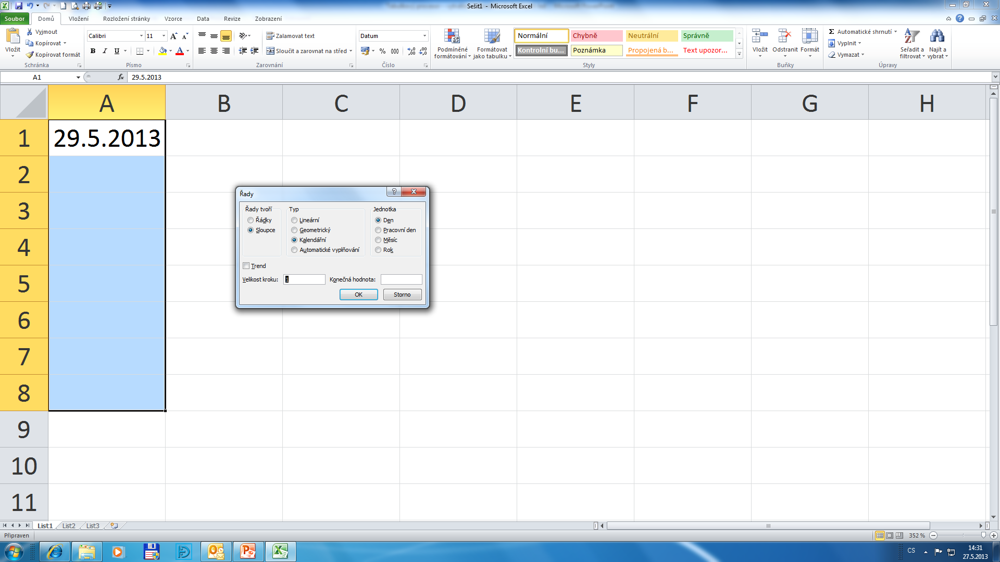 Sešit1 - Microsoft Excel
Soubor Domů Vložení Rozložení stránky Vzorce Data Revize Zobrazení
Vložit
Vyjmout
Kopírovat
Kopírovat formát
Schránka
Calibri 11
B I U
Písmo
Zalamovat text
Sloučit a zarovnat na střed
Zarovnání
Datum
% 000
Číslo
Podmíněné formátování
Formátovat jako tabulku
Normální Chybně Neutrální Správně
Kontrolní bu... Poznámka Propojená b... Text upozor...
Styly
Vložit Odstranit Formát
Buňky
Σ Automatické shrnutí
Vyplnit
Vymazat
Seřadit a filtrovat
Najít a vybrat
Úpravy
A1 fx 29.5.2013
A B C D E F G H
1 29.5.2013
2
3
4
5
6
7
8
9
10
11
Řady
Řady tvoří
Řádky
Sloupce
Typ
Lineární
Geometrický
Kalendářní
Automatické vyplňování
Jednotka
Den
Pracovní den
Měsíc
Rok
Trend
Velikost kroku: 1 Konečná hodnota:
OK Storno
List1 List2 List3
Připraven 352 %
CS 14:31
27.5.2013